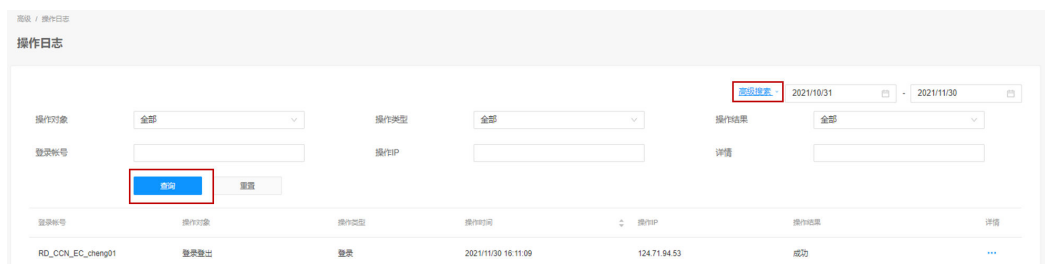 高级 / 操作日志
操作日志
高级搜索 2021/10/31 - 2021/11/30
操作对象 全部 操作类型 全部 操作结果 全部
登录帐号 操作IP 详情
查询 重置
登录帐号 操作对象 操作类型 操作时间 操作IP 操作结果 详情
RD_CCN_EC_cheng01 登录登出 登录 2021/11/30 16:11:09 124.71.94.53 成功 ...